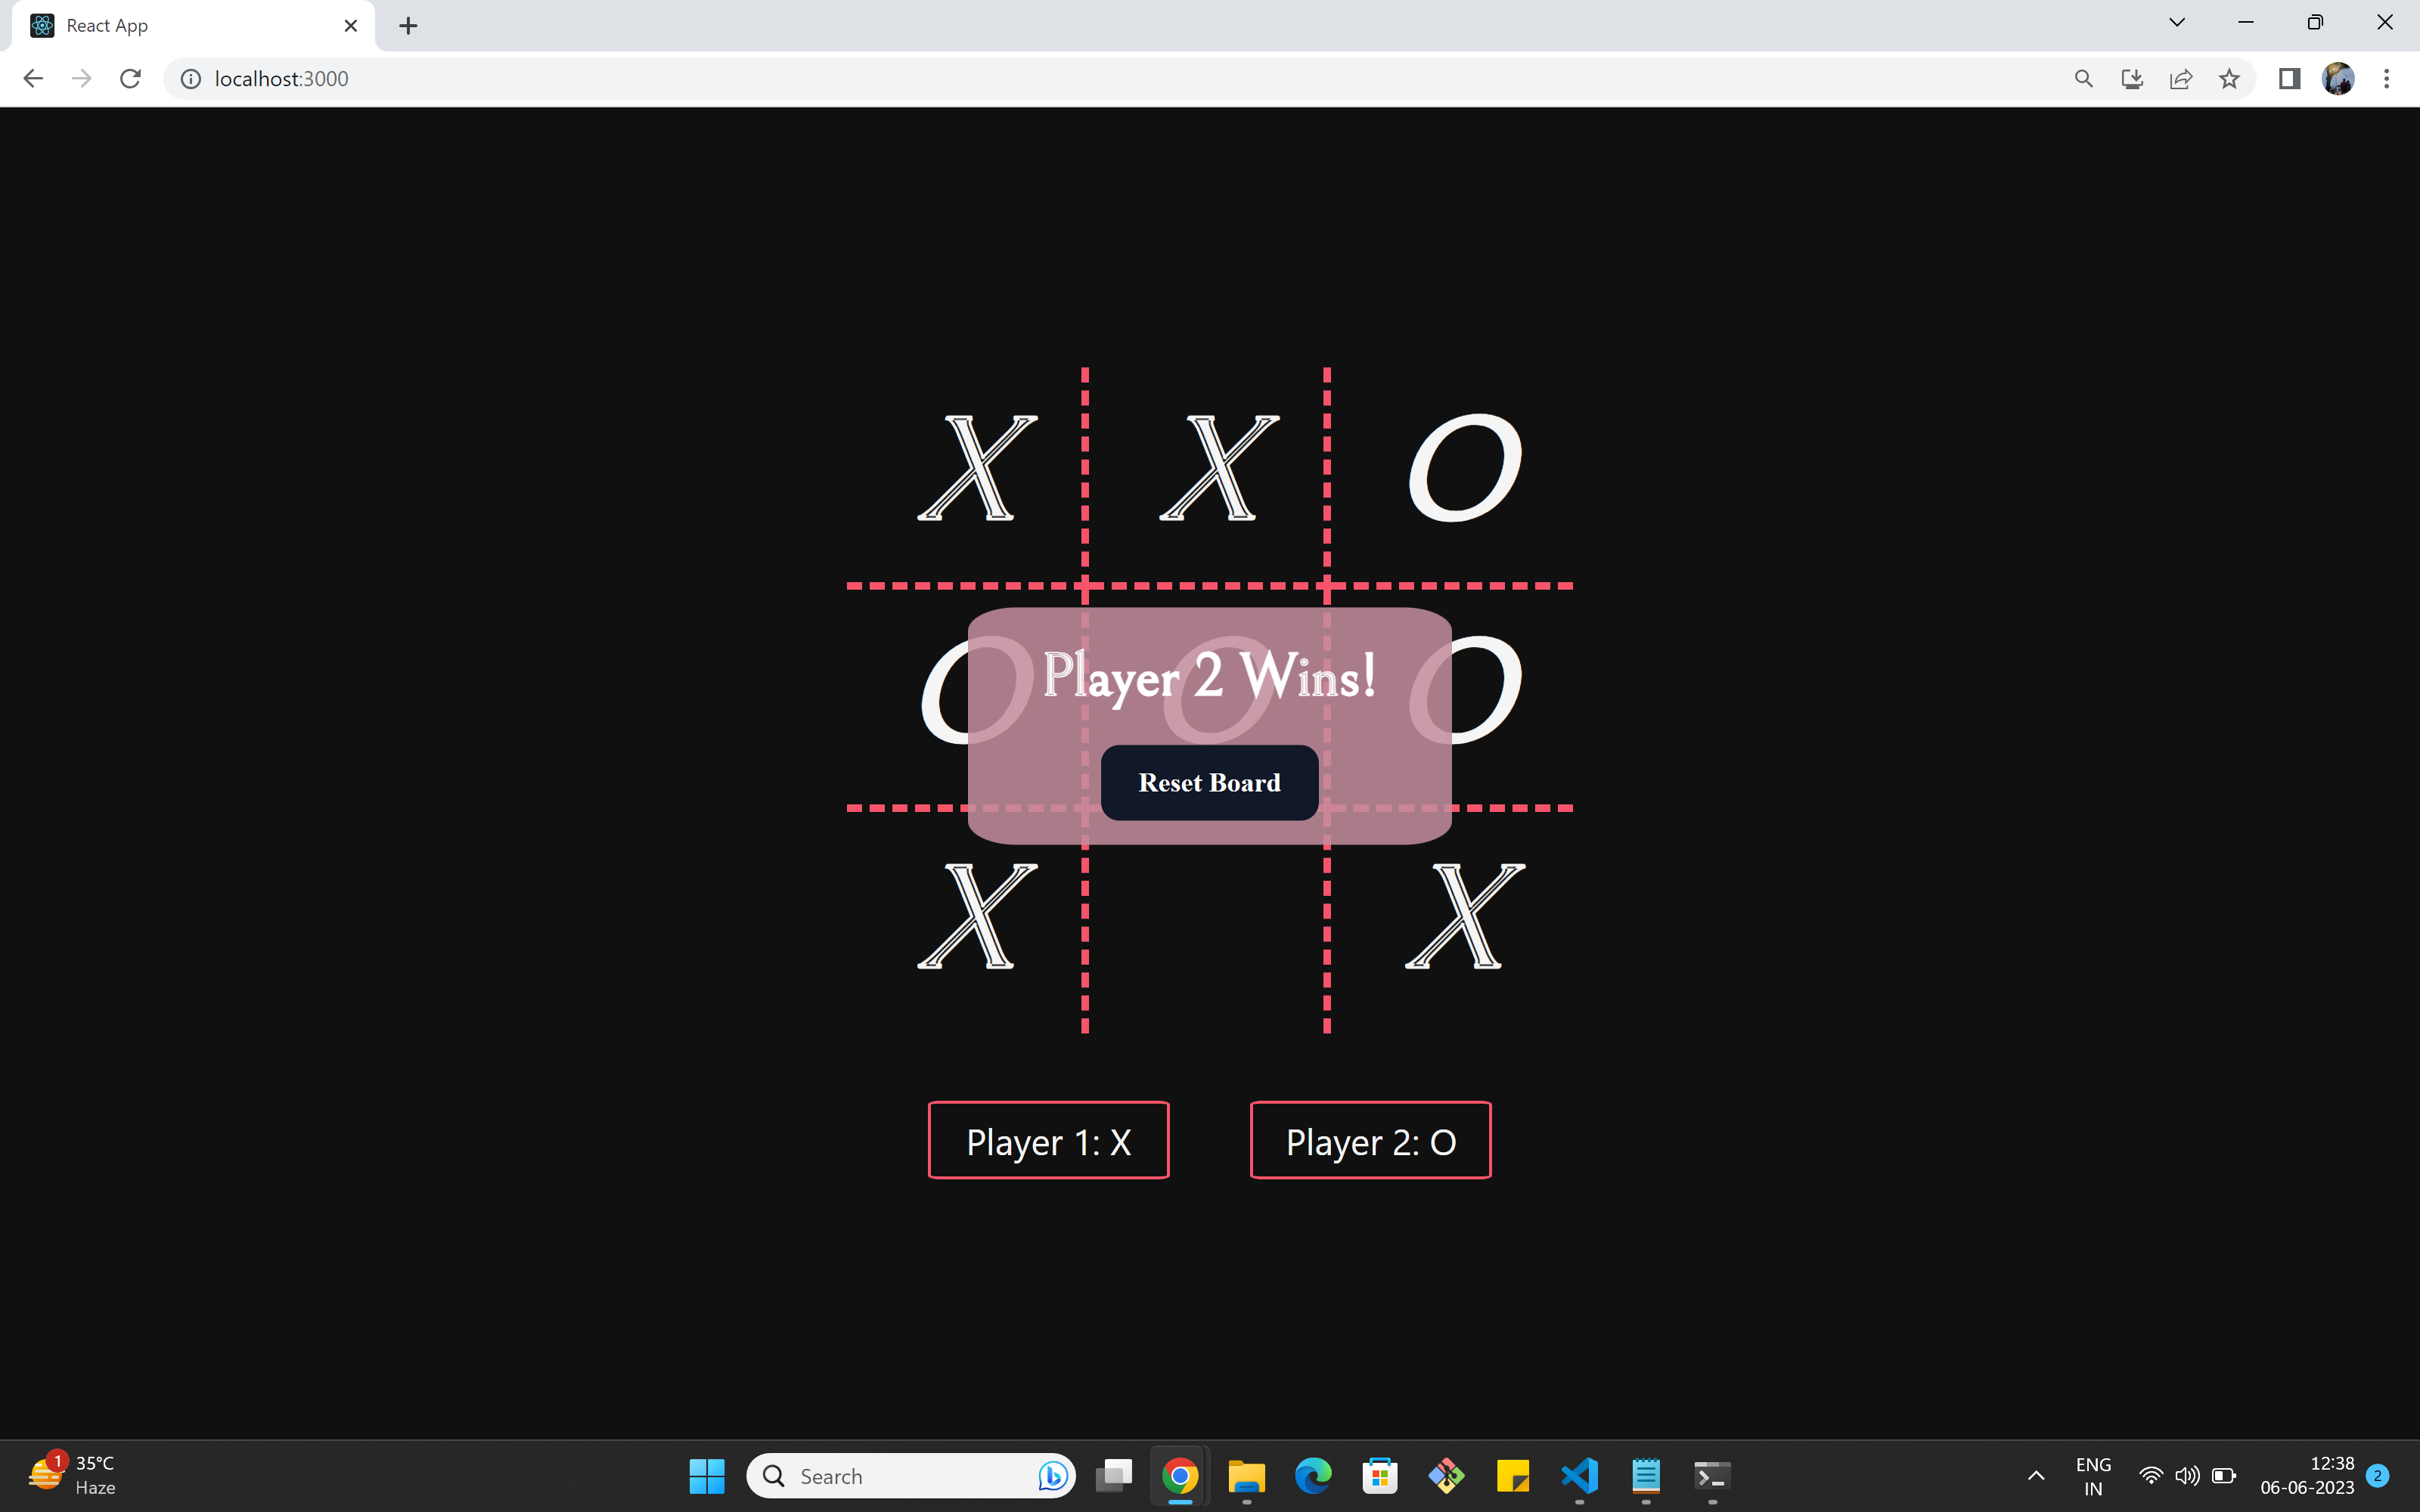 React App
localhost:3000
X X O
O O O
Player 2 Wins!
Reset Board
X X
Player 1: X Player 2: O
1
35°C
Haze
Search
ENG
IN
12:38
06-06-2023
2